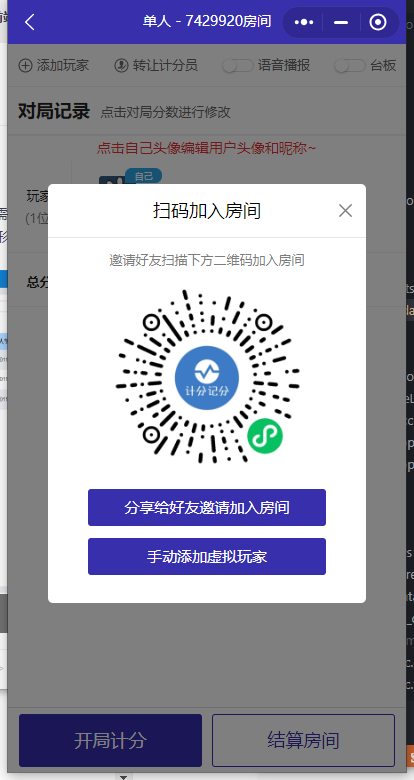 单人 - 7429920房间
添加玩家 转让计分员 语音播报 台板
对局记录 点击对局分数进行修改
点击自己头像编辑用户头像和昵称~
自己
玩家
(1位
扫码加入房间
邀请好友扫描下方二维码加入房间
计分记分
总分
分享给好友邀请加入房间
手动添加虚拟玩家
开局计分 结算房间